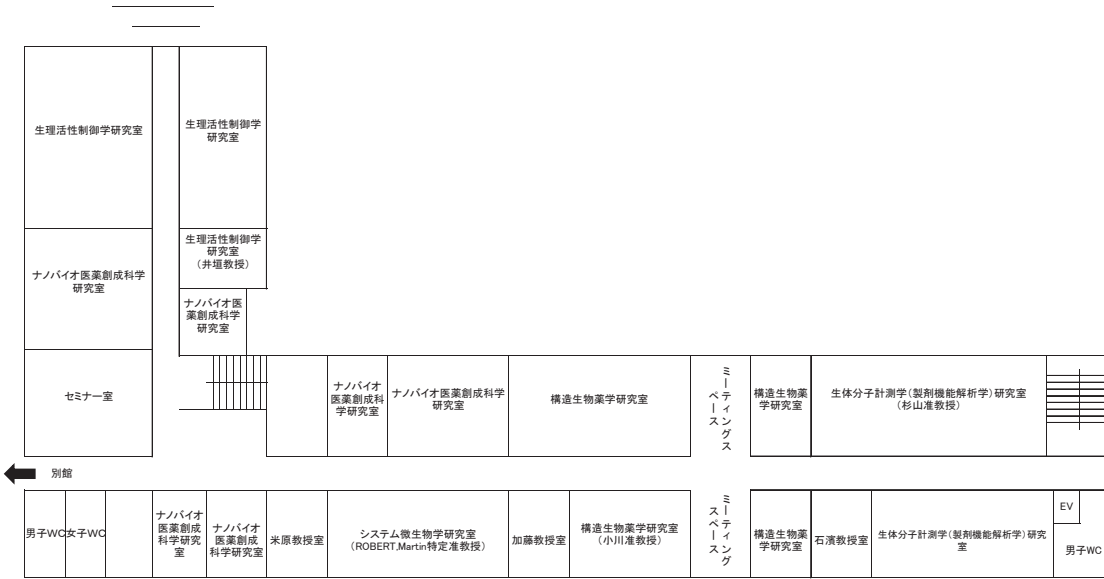 生理活性制御学研究室
生理活性制御学
研究室
生理活性制御学
研究室
（井垣教授）
ナノバイオ医薬創成科学
研究室
ナノバイオ医
薬創成科学
研究室
セミナー室
ナノバイオ
医薬創成科
学研究室
ナノバイオ医薬創成科学
研究室
構造生物薬学研究室
ミーティングス
ペース
構造生物薬
学研究室
生体分子計測学（製剤機能解析学）研究室
（杉山准教授）
別館
男子WC
女子WC
ナノバイオ
医薬創成
科学研究
室
ナノバイオ
医薬創成
科学研究室
米原教授室
システム微生物学研究室
（ROBERT,Martin特定准教授）
加藤教授室
構造生物薬学研究室
（小川准教授）
ミーティング
スペース
構造生物薬
学研究室
石濱教授室
生体分子計測学（製剤機能解析学）研究
室
EV
男子WC